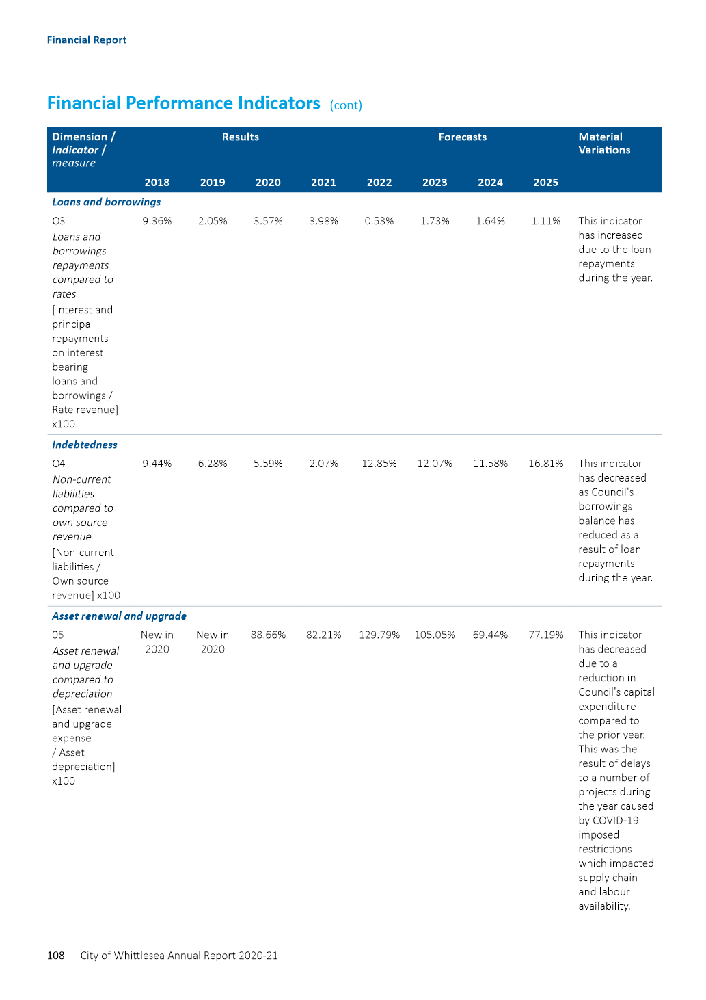 Financial Report
Financial Performance Indicators (cont)
Dimension / Results Forecasts Material
Indicator / Variations
measure
2018 2019 2020 2021 2022 2023 2024 2025
Loans and borrowings
O3 9.36% 2.05% 3.57% 3.98% 0.53% 1.73% 1.64% 1.11% This indicator
Loans and has increased
borrowings due to the loan
repayments repayments
compared to during the year.
rates
[Interest and
principal
repayments
on interest
bearing
loans and
borrowings /
Rate revenue]
x100
Indebtedness
O4 9.44% 6.28% 5.59% 2.07% 12.85% 12.07% 11.58% 16.81% This indicator
Non-current has decreased
liabilities as Council's
compared to borrowings
own source balance has
revenue reduced as a
[Non-current result of loan
liabilities / repayments
Own source during the year.
revenue] x100
Asset renewal and upgrade
05 New in New in 88.66% 82.21% 129.79% 105.05% 69.44% 77.19% This indicator
Asset renewal 2020 2020 has decreased
and upgrade due to a
compared to reduction in
depreciation Council's capital
[Asset renewal expenditure
and upgrade compared to
expense the prior year.
/ Asset This was the
depreciation] result of delays
x100 to a number of
projects during
the year caused
by COVID-19
imposed
restrictions
which impacted
supply chain
and labour
availability.
108 City of Whittlesea Annual Report 2020-21